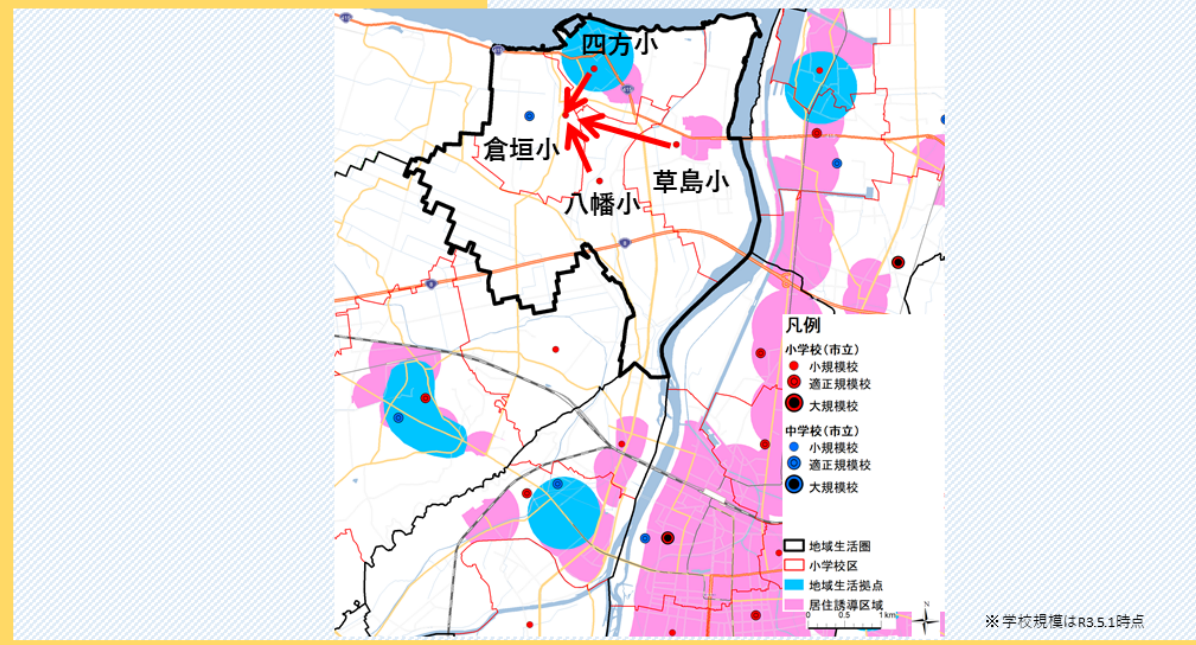 四方小
倉垣小
草島小
八幡小
8
8
凡例
小学校（市立）
小規模校
適正規模校
大規模校
中学校（市立）
小規模校
適正規模校
大規模校
地域生活圏
小学校区
地域生活拠点
居住誘導区域
N
0 0.5 1km
※学校規模はR3.5.1時点